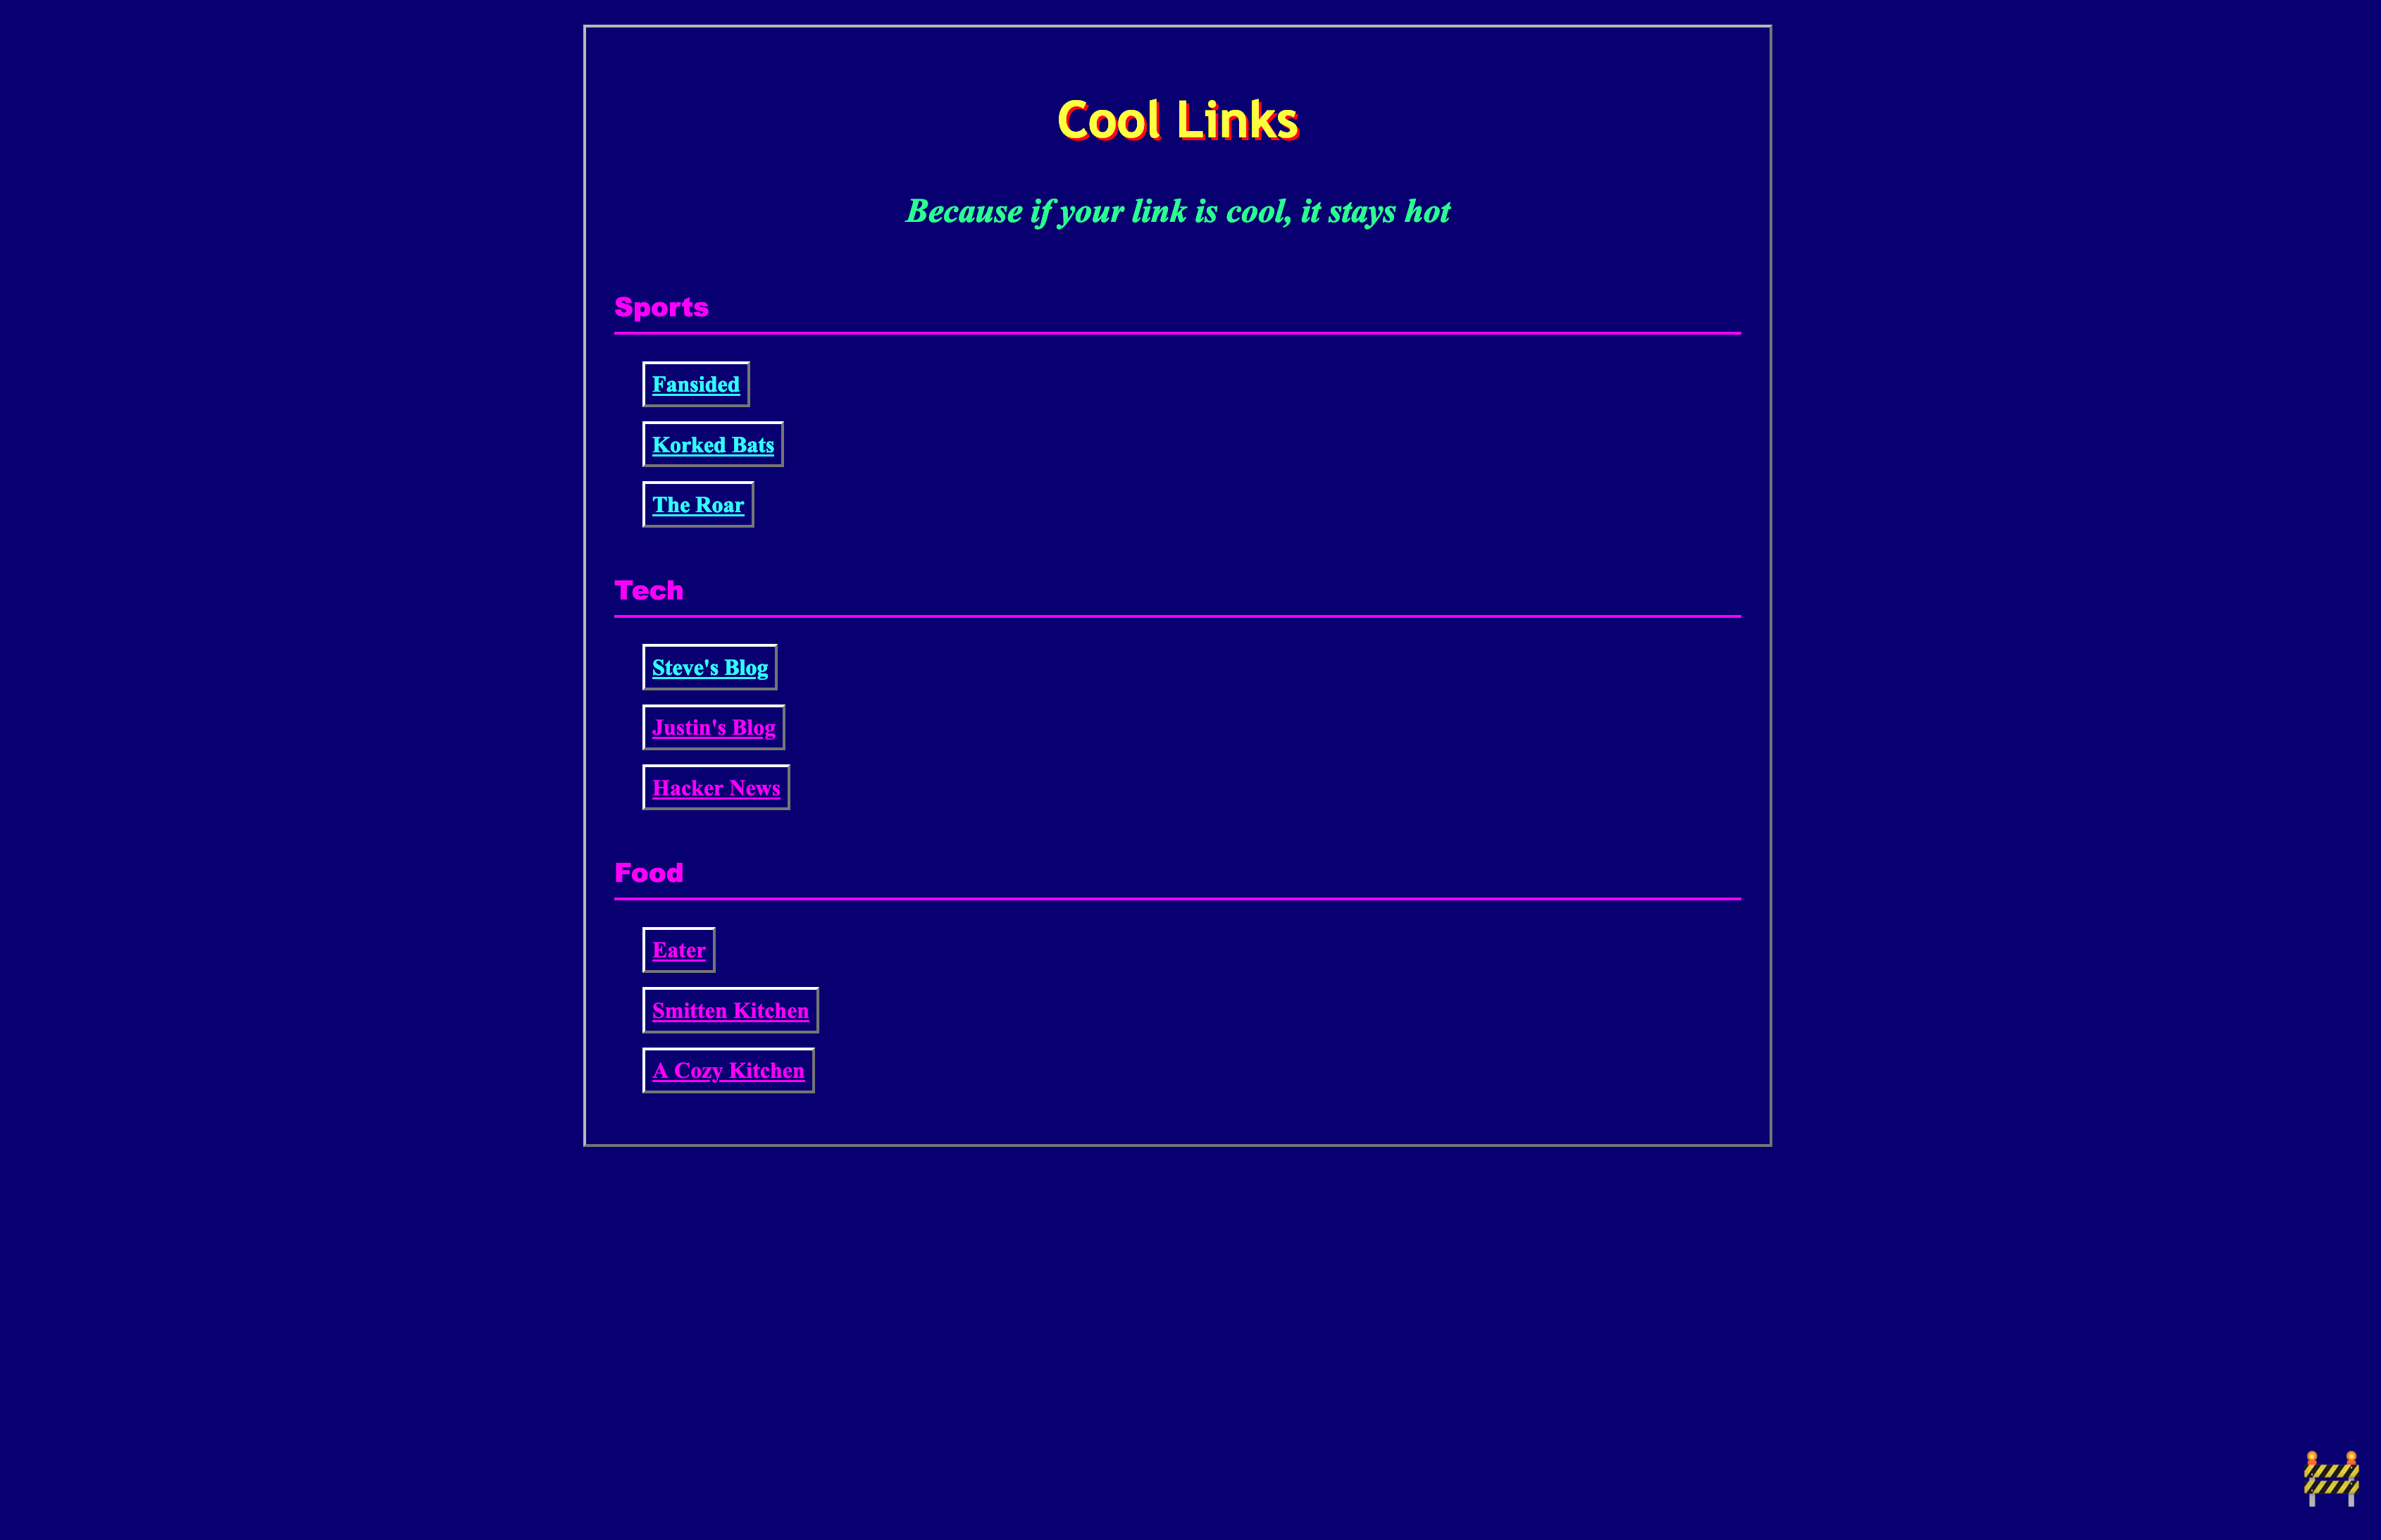 Cool Links
Because if your link is cool, it stays hot
Sports
Fansided
Korked Bats
The Roar
Tech
Steve's Blog
Justin's Blog
Hacker News
Food
Eater
Smitten Kitchen
A Cozy Kitchen